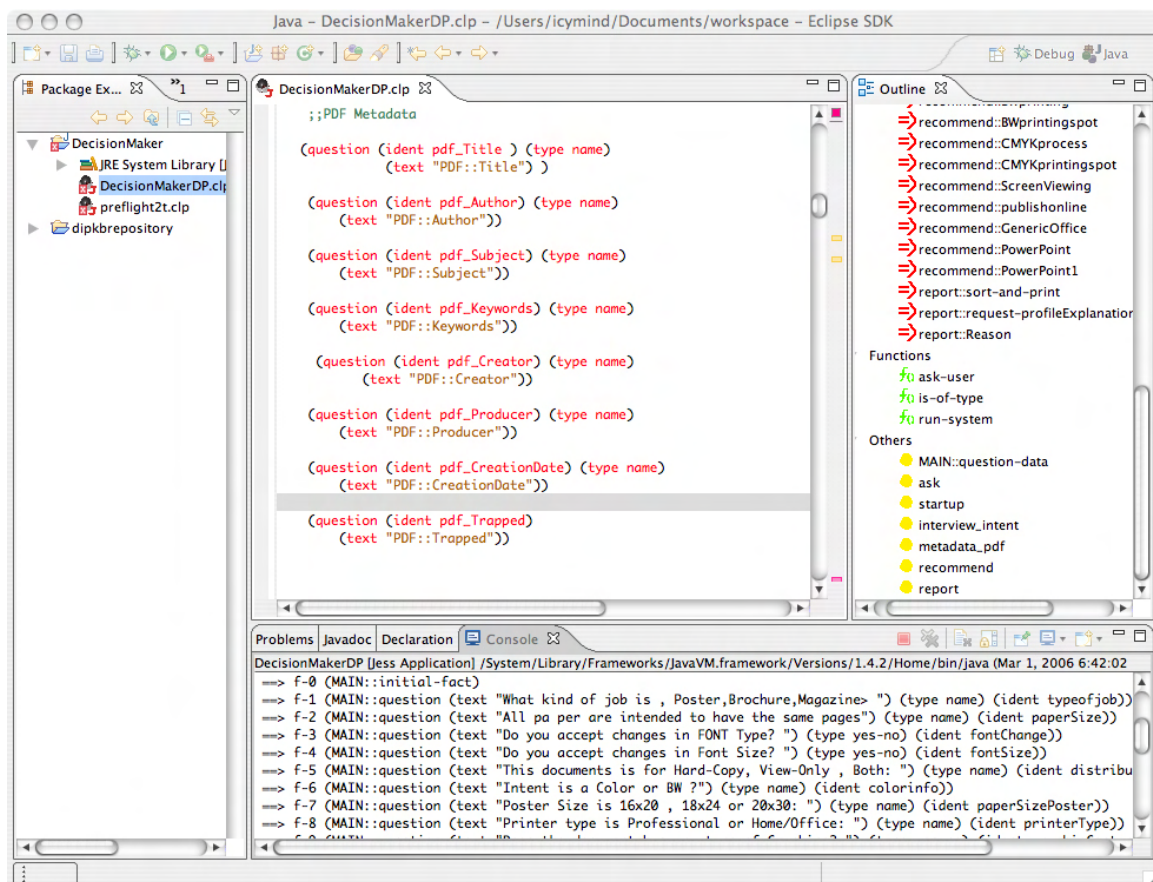 Java – DecisionMakerDP.clp – /Users/icymind/Documents/workspace – Eclipse SDK
Debug Java
Package Ex... »1
DecisionMaker
JRE System Library [J
DecisionMakerDP.clp
preflight2t.clp
dipkbrepository
DecisionMakerDP.clp
;;PDF Metadata
(question (ident pdf_Title ) (type name)
(text "PDF::Title") )
(question (ident pdf_Author) (type name)
(text "PDF::Author"))
(question (ident pdf_Subject) (type name)
(text "PDF::Subject"))
(question (ident pdf_Keywords) (type name)
(text "PDF::Keywords"))
(question (ident pdf_Creator) (type name)
(text "PDF::Creator"))
(question (ident pdf_Producer) (type name)
(text "PDF::Producer"))
(question (ident pdf_CreationDate) (type name)
(text "PDF::CreationDate"))
(question (ident pdf_Trapped)
(text "PDF::Trapped"))
Outline
recommend::BWprinting
recommend::BWprintingspot
recommend::CMYKprocess
recommend::CMYKprintingspot
recommend::ScreenViewing
recommend::publishonline
recommend::GenericOffice
recommend::PowerPoint
recommend::PowerPoint1
report::sort-and-print
report::request-profileExplanation
report::Reason
Functions
ask-user
is-of-type
run-system
Others
MAIN::question-data
ask
startup
interview_intent
metadata_pdf
recommend
report
Problems Javadoc Declaration Console
DecisionMakerDP [Jess Application] /System/Library/Frameworks/JavaVM.framework/Versions/1.4.2/Home/bin/java (Mar 1, 2006 6:42:02
==> f-0 (MAIN::initial-fact)
==> f-1 (MAIN::question (text "What kind of job is , Poster,Brochure,Magazine> ") (type name) (ident typeofjob))
==> f-2 (MAIN::question (text "All pa per are intended to have the same pages") (type name) (ident paperSize))
==> f-3 (MAIN::question (text "Do you accept changes in FONT Type? ") (type yes-no) (ident fontChange))
==> f-4 (MAIN::question (text "Do you accept changes in Font Size? ") (type yes-no) (ident fontSize))
==> f-5 (MAIN::question (text "This documents is for Hard-Copy, View-Only , Both: ") (type name) (ident distribu
==> f-6 (MAIN::question (text "Intent is a Color or BW ?") (type name) (ident colorinfo))
==> f-7 (MAIN::question (text "Poster Size is 16x20 , 18x24 or 20x30: ") (type name) (ident paperSizePoster))
==> f-8 (MAIN::question (text "Printer type is Professional or Home/Office: ") (type name) (ident printerType))